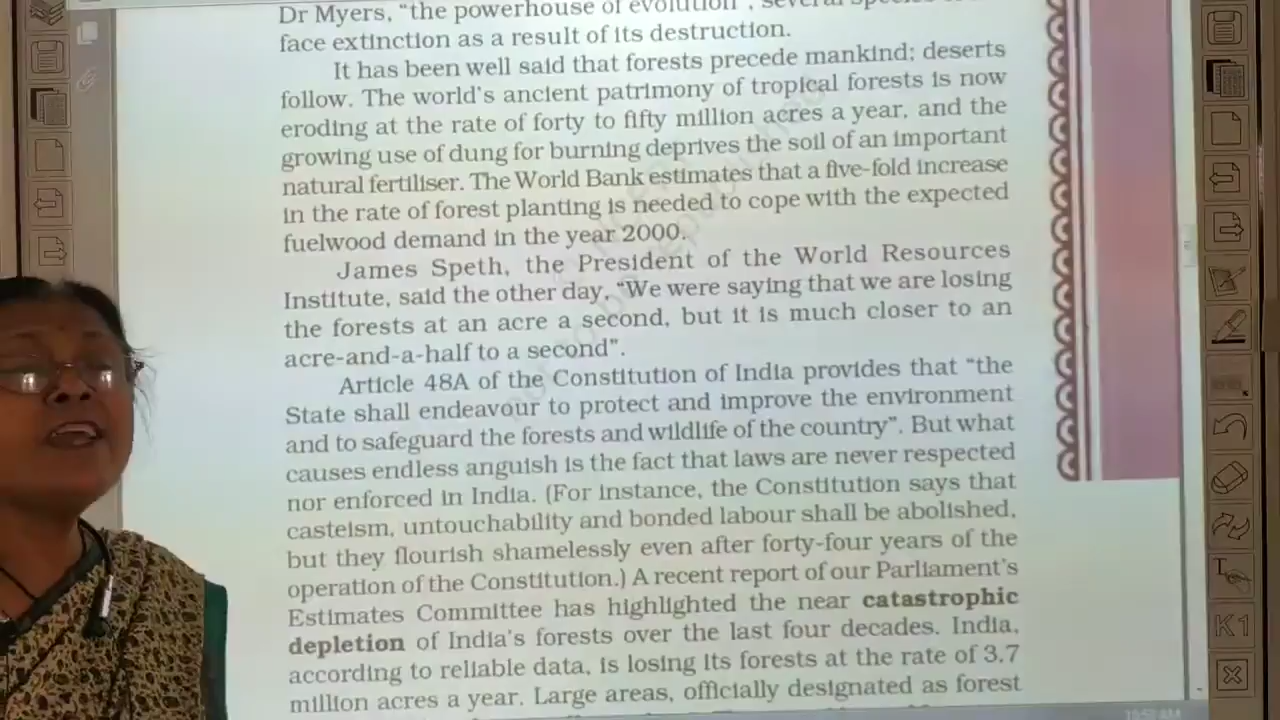 Dr Myers, “the powerhouse of evolution”, several species
face extinction as a result of its destruction.
It has been well said that forests precede mankind; deserts
follow. The world's ancient patrimony of tropical forests is now
eroding at the rate of forty to fifty million acres a year, and the
growing use of dung for burning deprives the soil of an important
natural fertiliser. The World Bank estimates that a five-fold increase
in the rate of forest planting is needed to cope with the expected
fuelwood demand in the year 2000.
James Speth, the President of the World Resources
Institute, said the other day, “We were saying that we are losing
the forests at an acre a second, but it is much closer to an
acre-and-a-half to a second”.
Article 48A of the Constitution of India provides that “the
State shall endeavour to protect and improve the environment
and to safeguard the forests and wildlife of the country”. But what
causes endless anguish is the fact that laws are never respected
nor enforced in India. (For instance, the Constitution says that
casteism, untouchability and bonded labour shall be abolished,
but they flourish shamelessly even after forty-four years of the
operation of the Constitution.) A recent report of our Parliament's
Estimates Committee has highlighted the near catastrophic
depletion of India's forests over the last four decades. India,
according to reliable data, is losing its forests at the rate of 3.7
million acres a year. Large areas, officially designated as forest
K1